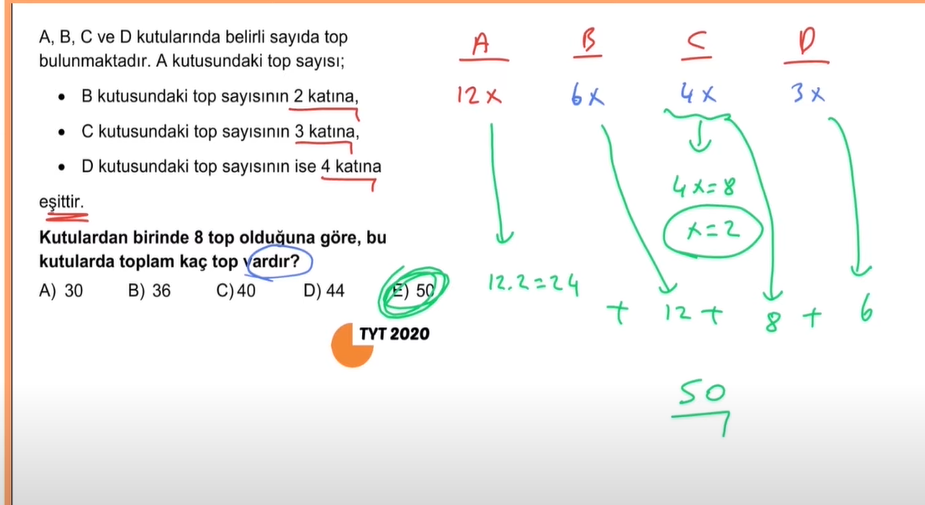 A, B, C ve D kutularında belirli sayıda top
bulunmaktadır. A kutusundaki top sayısı;
• B kutusundaki top sayısının 2 katına,
• C kutusundaki top sayısının 3 katına,
• D kutusundaki top sayısının ise 4 katına
eşittir.
Kutulardan birinde 8 top olduğuna göre, bu
kutularda toplam kaç top vardır?
A) 30 B) 36 C) 40 D) 44 E) 50
TYT 2020
A B C D
12x 6x 4x 3x
4x=8
x=2
12.2=24 + 12 + 8 + 6
50